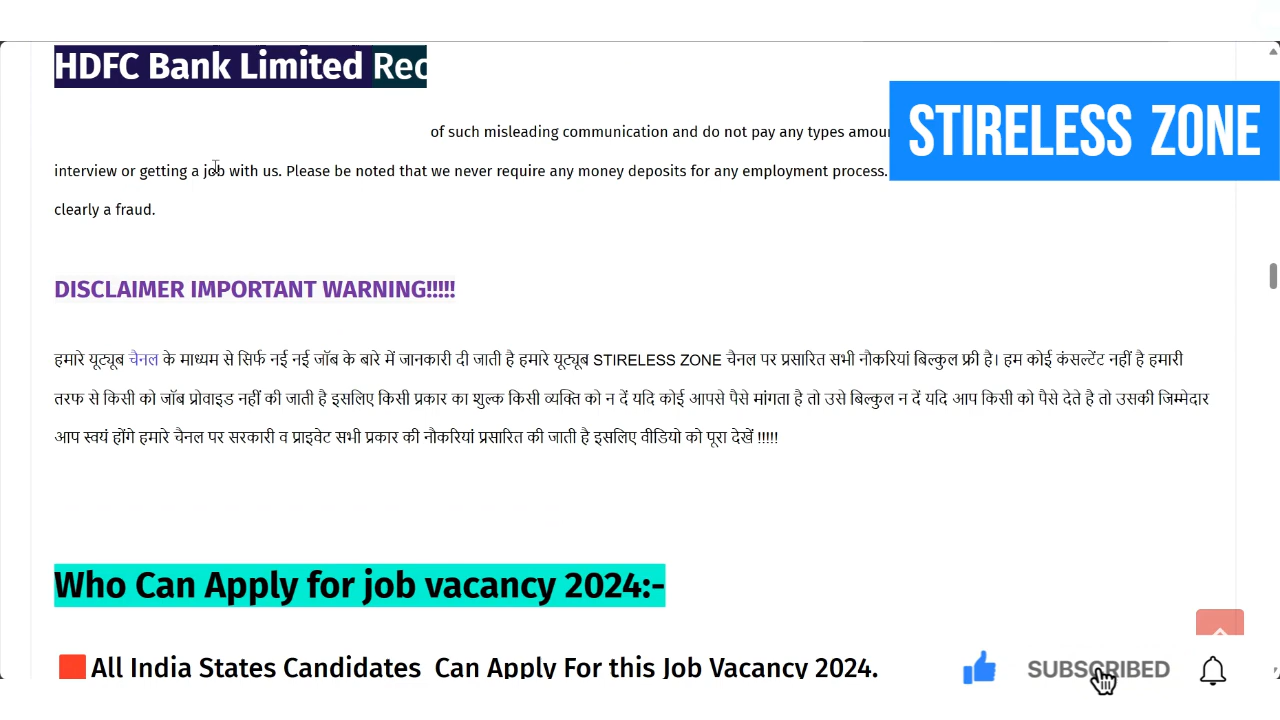 HDFC Bank Limited Rec
STIRELESS ZONE
of such misleading communication and do not pay any types amou
interview or getting a job with us. Please be noted that we never require any money deposits for any employment process.
clearly a fraud.
DISCLAIMER IMPORTANT WARNING!!!!!
हमारे यूट्यूब चैनल के माध्यम से सिर्फ नई नई जॉब के बारे में जानकारी दी जाती है हमारे यूट्यूब STIRELESS ZONE चैनल पर प्रसारित सभी नौकरियां बिल्कुल फ्री है। हम कोई कंसल्टेंट नहीं है हमारी
तरफ से किसी को जॉब प्रोवाइड नहीं की जाती है इसलिए किसी प्रकार का शुल्क किसी व्यक्ति को न दें यदि कोई आपसे पैसे मांगता है तो उसे बिल्कुल न दें यदि आप किसी को पैसे देते है तो उसकी जिम्मेदार
आप स्वयं होंगे हमारे चैनल पर सरकारी व प्राइवेट सभी प्रकार की नौकरियां प्रसारित की जाती है इसलिए वीडियो को पूरा देखें !!!!!
Who Can Apply for job vacancy 2024:-
All India States Candidates Can Apply For this Job Vacancy 2024.
SUBSCRIBED